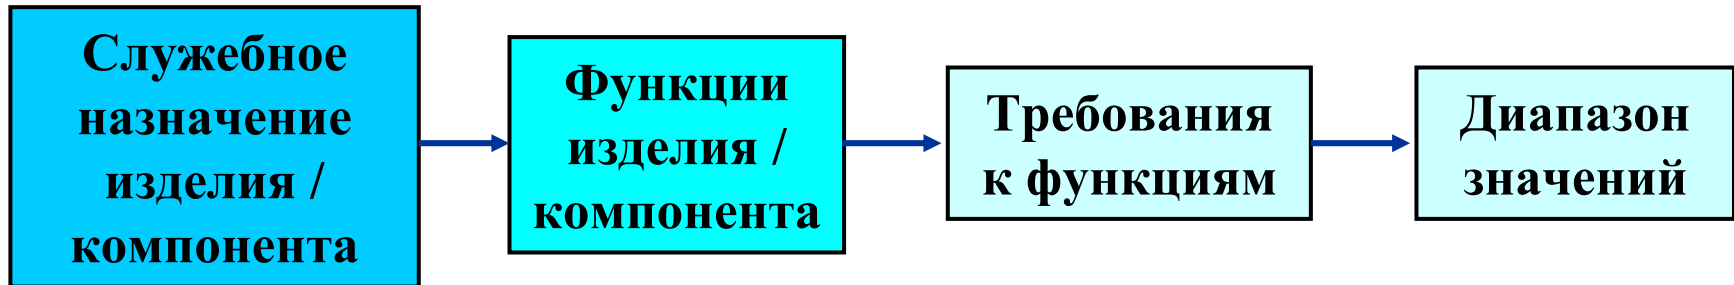 Служебное
назначение
изделия /
компонента
Функции
изделия /
компонента
Требования
к функциям
Диапазон
значений